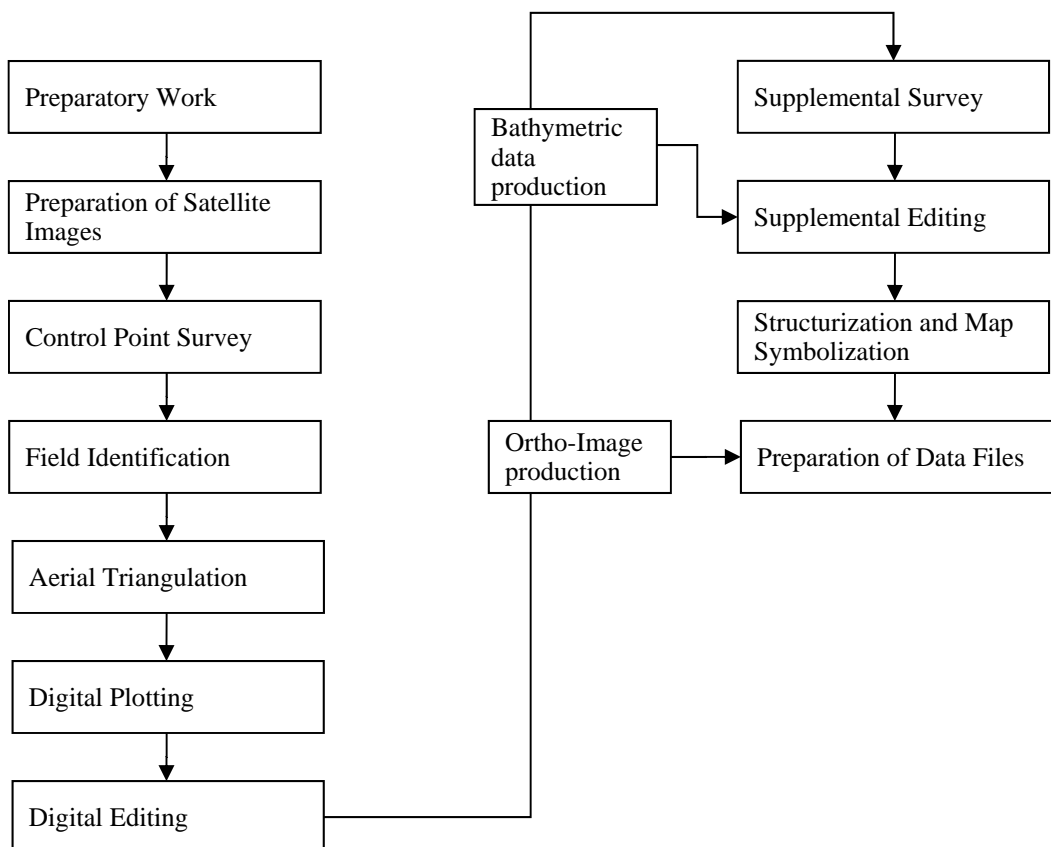 Preparatory Work
Preparation of Satellite
Images
Control Point Survey
Field Identification
Aerial Triangulation
Digital Plotting
Digital Editing
Bathymetric
data
production
Ortho-Image
production
Supplemental Survey
Supplemental Editing
Structurization and Map
Symbolization
Preparation of Data Files